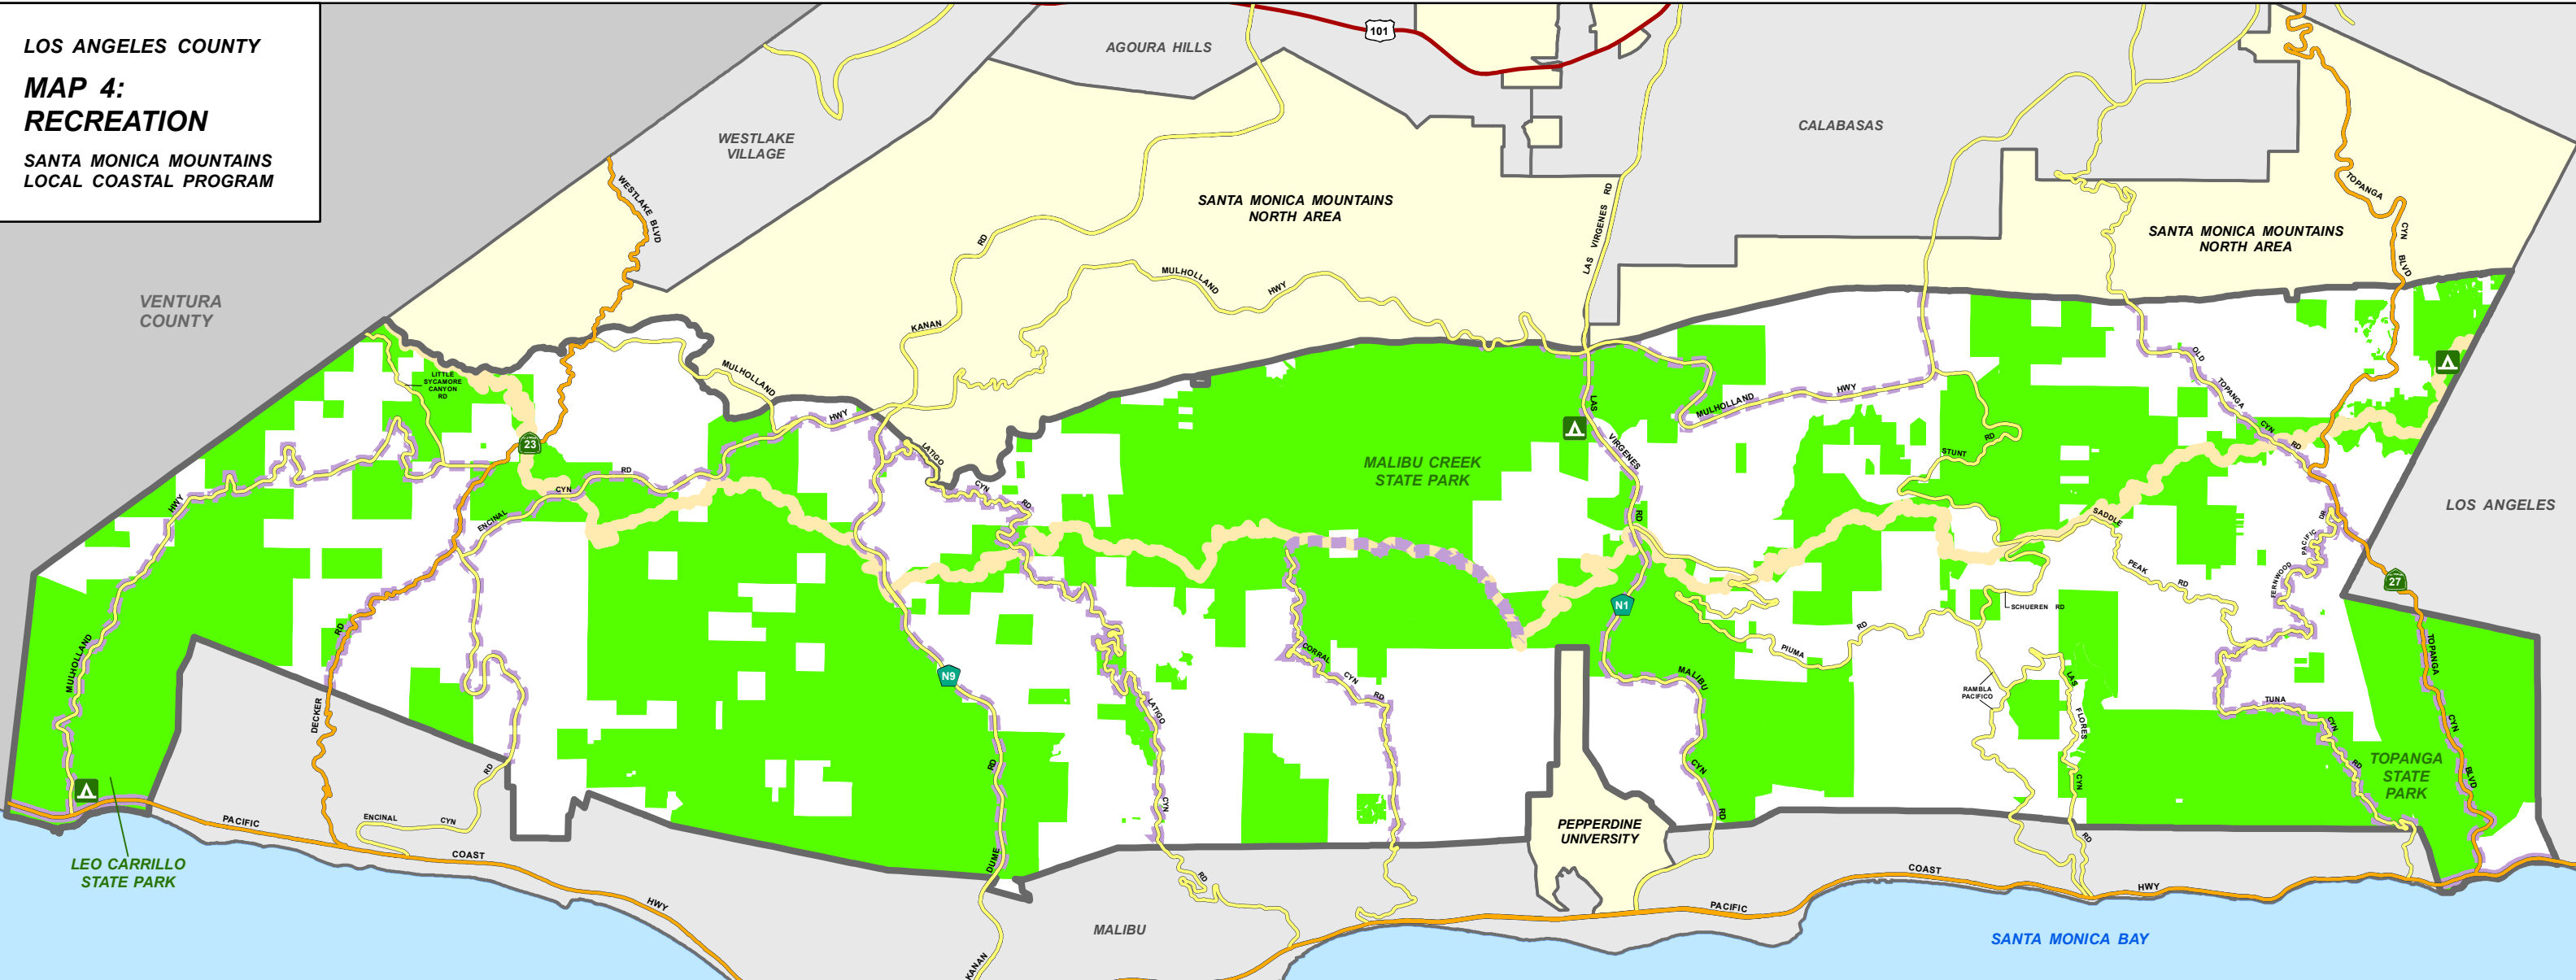 LOS ANGELES COUNTY
MAP 4:
RECREATION
SANTA MONICA MOUNTAINS
LOCAL COASTAL PROGRAM
101
AGOURA HILLS
WESTLAKE
VILLAGE
CALABASAS
VENTURA
COUNTY
WESTLAKE BLVD
SANTA MONICA MOUNTAINS
NORTH AREA
LAS VIRGENES RD
TOPANGA
CYN
BLVD
SANTA MONICA MOUNTAINS
NORTH AREA
RD
KANAN
MULHOLLAND
HWY
LITTLE
SYCAMORE
CANYON
RD
MULHOLLAND
HWY
LATIGO
CYN
RD
23
HWY
RD
CYN
ENCINAL
MALIBU CREEK
STATE PARK
LAS
VIRGENES
RD
MULHOLLAND
HWY
STUNT
RD
OLD
TOPANGA
CYN
RD
LOS ANGELES
SADDLE
PEAK
RD
PACIFIC
DR
FERNWOOD
27
SCHUEREN RD
N1
N9
MULHOLLAND
RD
DECKER
CORRAL
CYN
RD
LATIGO
CYN
RD
PIUMA
RD
MALIBU
CYN
RD
RAMBLA
PACIFICO
LAS
FLORES
CYN
RD
TUNA
CYN
RD
TOPANGA
CYN
BLVD
TOPANGA
STATE
PARK
RD
DUME
KANAN
RD
ENCINAL
CYN
PACIFIC
COAST
HWY
LEO CARRILLO
STATE PARK
PEPPERDINE
UNIVERSITY
MALIBU
PACIFIC
COAST
HWY
SANTA MONICA BAY